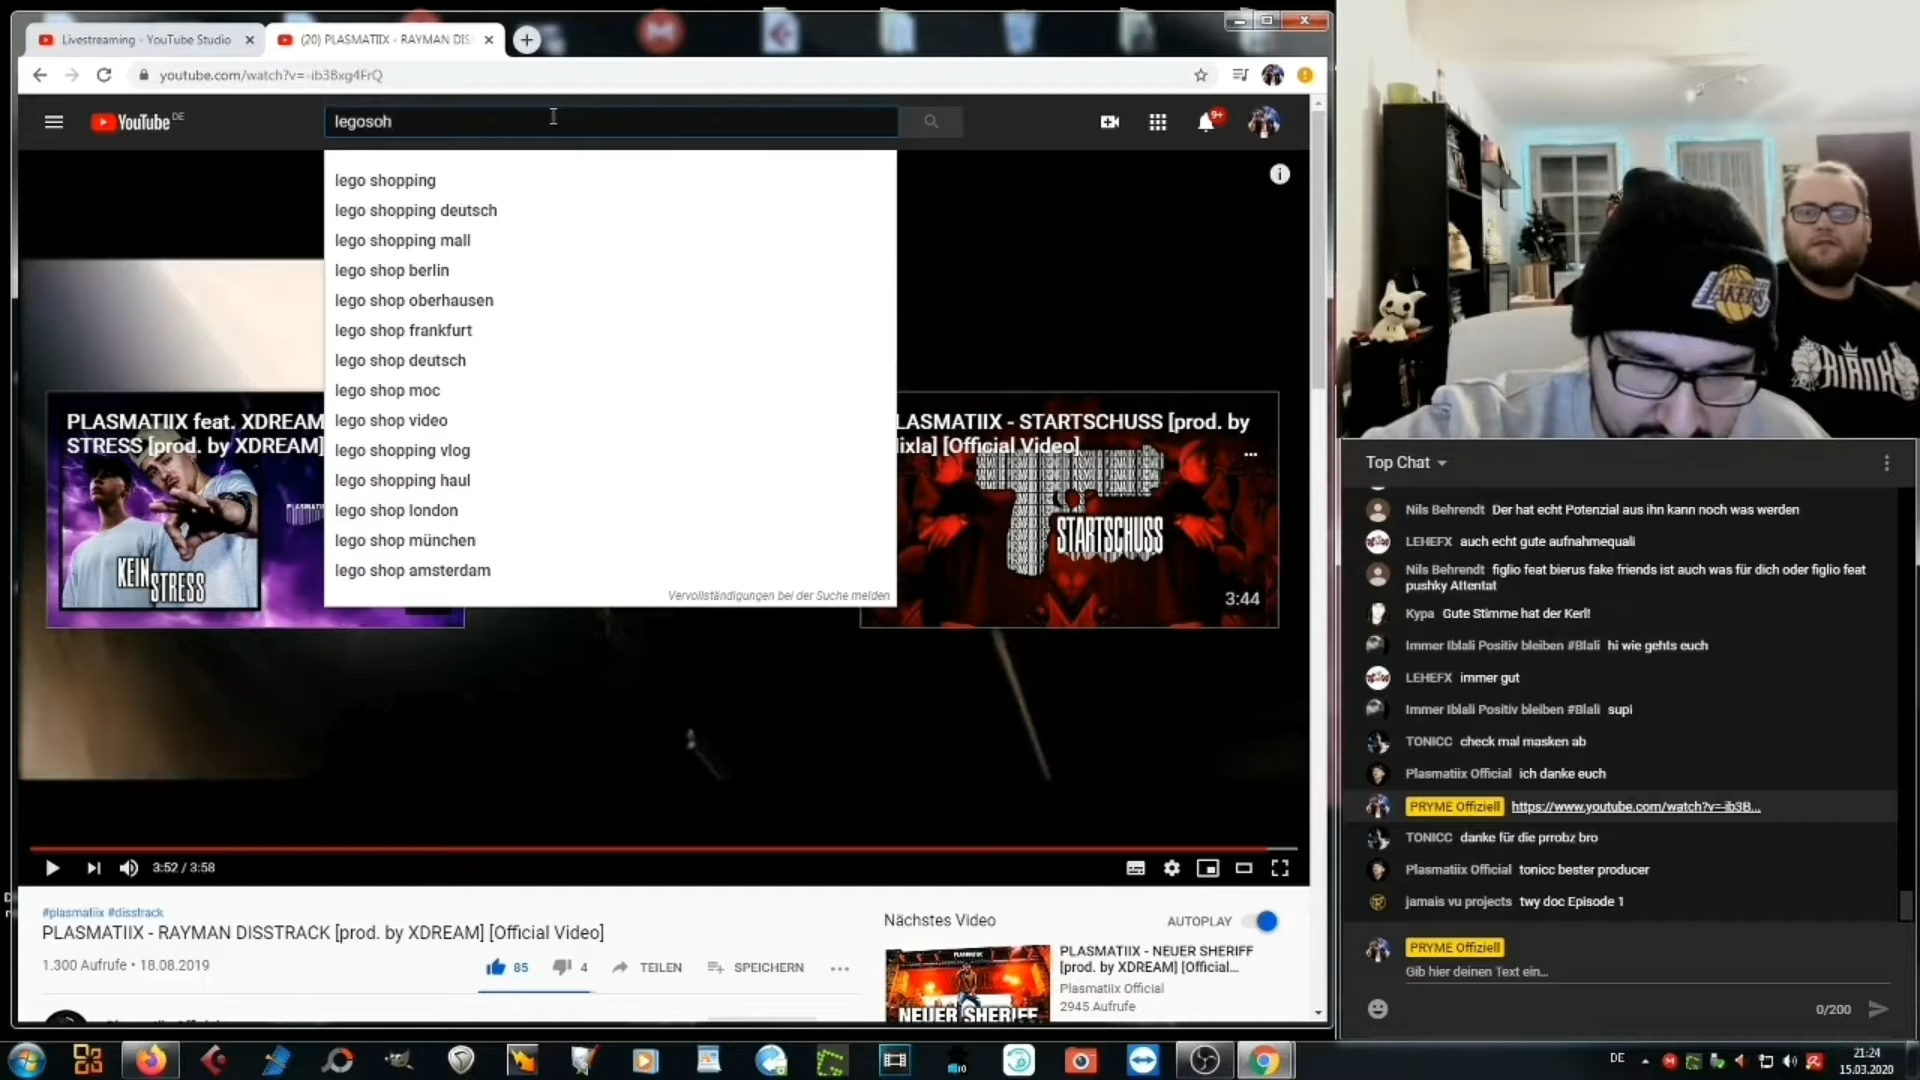 Livestreaming - YouTube Studio
(20) PLASMATIIX - RAYMAN DIS
youtube.com/watch?v=-ib3Bxg4FrQ
YouTube DE
legosoh
9+
lego shopping
lego shopping deutsch
lego shopping mall
lego shop berlin
lego shop oberhausen
lego shop frankfurt
lego shop deutsch
lego shop moc
lego shop video
lego shopping vlog
lego shopping haul
lego shop london
lego shop münchen
lego shop amsterdam
Vervollständigungen bei der Suche melden
PLASMATIIX feat. XDREAM
STRESS [prod. by XDREAM]
KEIN STRESS
LASMATIIX - STARTSCHUSS [prod. by
ixla] [Official Video]
STARTSCHUSS
3:44
3:52 / 3:58
#plasmatiix #disstrack
PLASMATIIX - RAYMAN DISSTRACK [prod. by XDREAM] [Official Video]
1.300 Aufrufe • 18.08.2019
85
4
TEILEN
SPEICHERN
Nächstes Video
AUTOPLAY
PLASMATIIX - NEUER SHERIFF
[prod. by XDREAM] [Official...
Plasmatiix Official
2945 Aufrufe
NEUER SHERIFF
LAKERS
Top Chat
Nils Behrendt Der hat echt Potenzial aus ihn kann noch was werden
LEHEFX auch echt gute aufnahmequali
Nils Behrendt figlio feat bierus fake friends ist auch was für dich oder figlio feat
pushky Attentat
Kypa Gute Stimme hat der Kerl!
Immer Iblali Positiv bleiben #Blali hi wie gehts euch
LEHEFX immer gut
Immer Iblali Positiv bleiben #Blali supi
TONICC check mal masken ab
Plasmatiix Official ich danke euch
PRYME Offiziell https://www.youtube.com/watch?v=-ib3B...
TONICC danke für die prrobz bro
Plasmatiix Official tonicc bester producer
jamais vu projects twy doc Episode 1
PRYME Offiziell
Gib hier deinen Text ein...
0/200
DE
21:24
15.03.2020